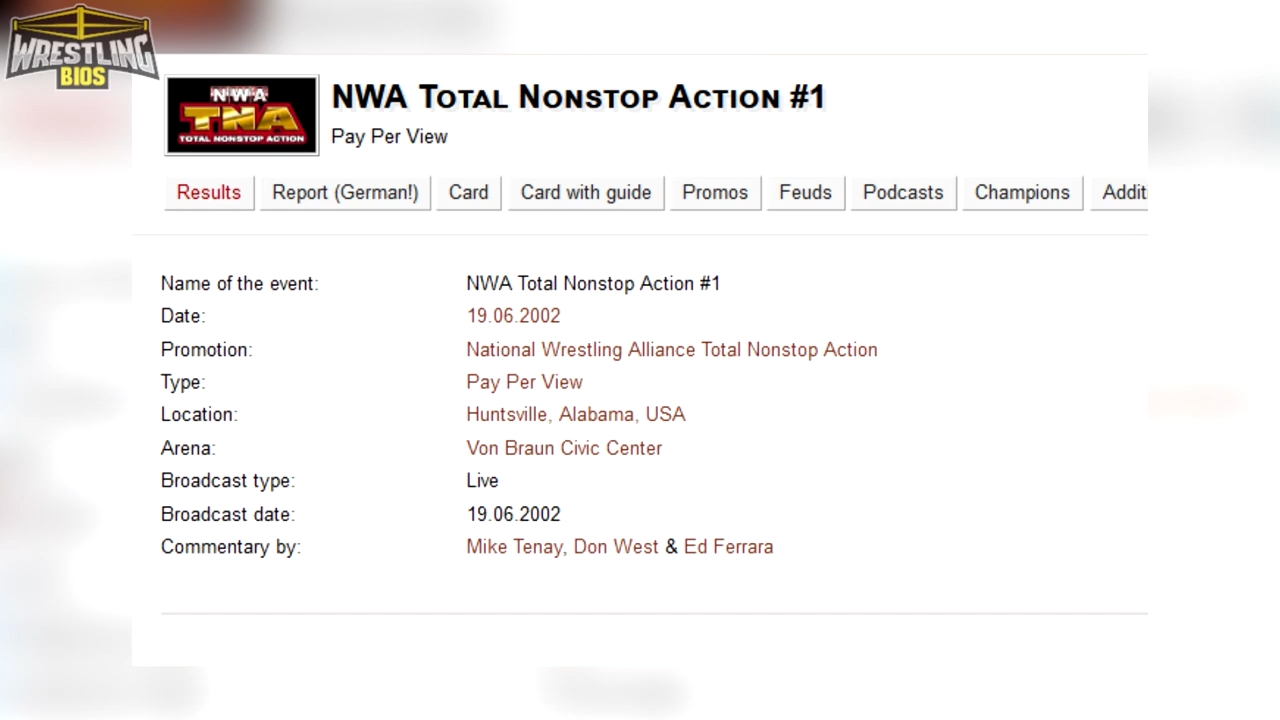 WRESTLING
BIOS
NWA
TNA
TOTAL NONSTOP ACTION
NWA Total Nonstop Action #1
Pay Per View
Results Report (German!) Card Card with guide Promos Feuds Podcasts Champions Addit
Name of the event: NWA Total Nonstop Action #1
Date: 19.06.2002
Promotion: National Wrestling Alliance Total Nonstop Action
Type: Pay Per View
Location: Huntsville, Alabama, USA
Arena: Von Braun Civic Center
Broadcast type: Live
Broadcast date: 19.06.2002
Commentary by: Mike Tenay, Don West & Ed Ferrara